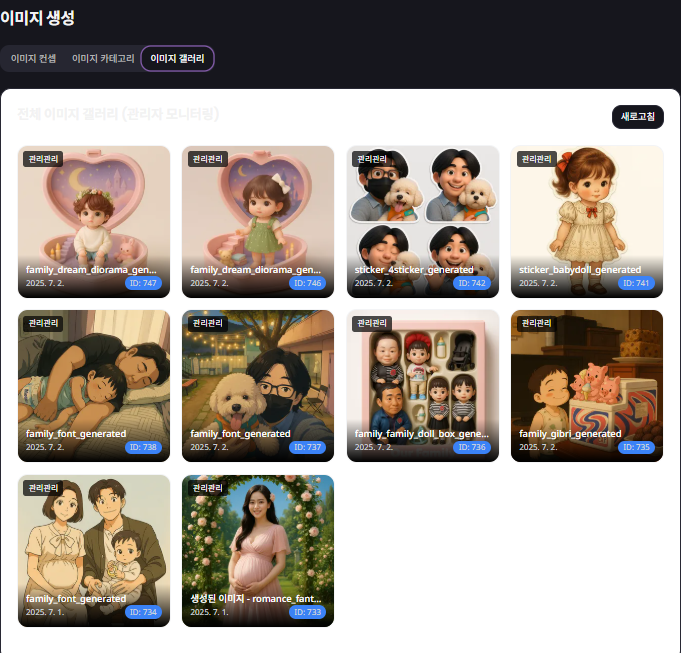 이미지 생성
이미지 컨셉 이미지 카테고리 이미지 갤러리
전체 이미지 갤러리 (관리자 모니터링)
새로고침
관리관리
family_dream_diorama_gen...
2025. 7. 2.
ID: 747
관리관리
family_dream_diorama_gen...
2025. 7. 2.
ID: 746
관리관리
sticker_4sticker_generated
2025. 7. 2.
ID: 742
관리관리
sticker_babydoll_generated
2025. 7. 2.
ID: 741
관리관리
family_font_generated
2025. 7. 2.
ID: 738
관리관리
family_font_generated
2025. 7. 2.
ID: 737
관리관리
family_family_doll_box_gene...
2025. 7. 2.
ID: 736
관리관리
family_gibri_generated
2025. 7. 2.
ID: 735
관리관리
family_font_generated
2025. 7. 1.
ID: 734
관리관리
생성된 이미지 - romance_fant...
2025. 7. 1.
ID: 733